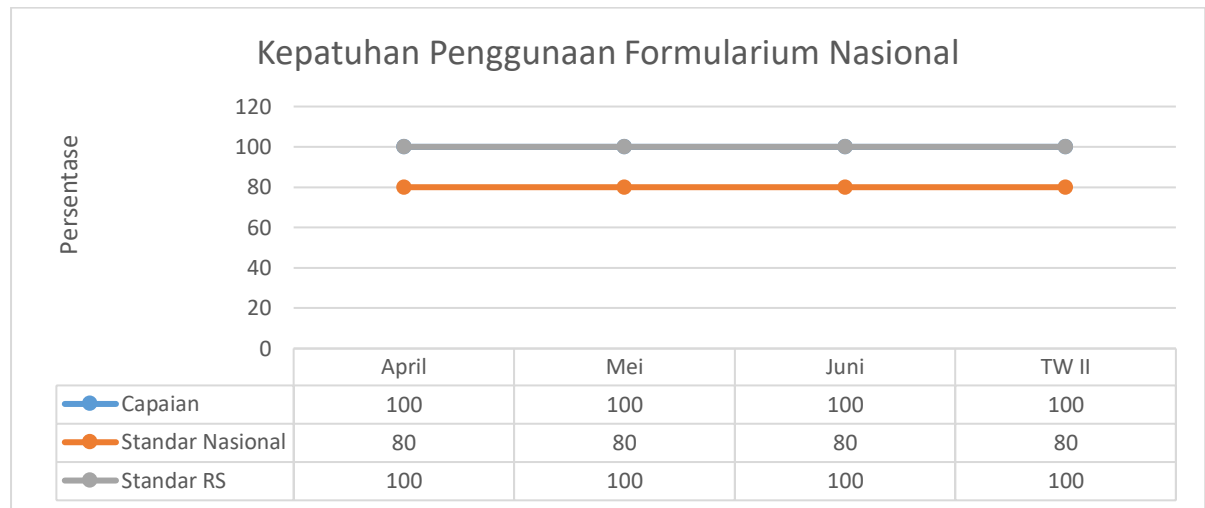 Kepatuhan Penggunaan Formularium Nasional
Persentase
120
100
80
60
40
20
0
April Mei Juni TW II
Capaian 100 100 100 100
Standar Nasional 80 80 80 80
Standar RS 100 100 100 100